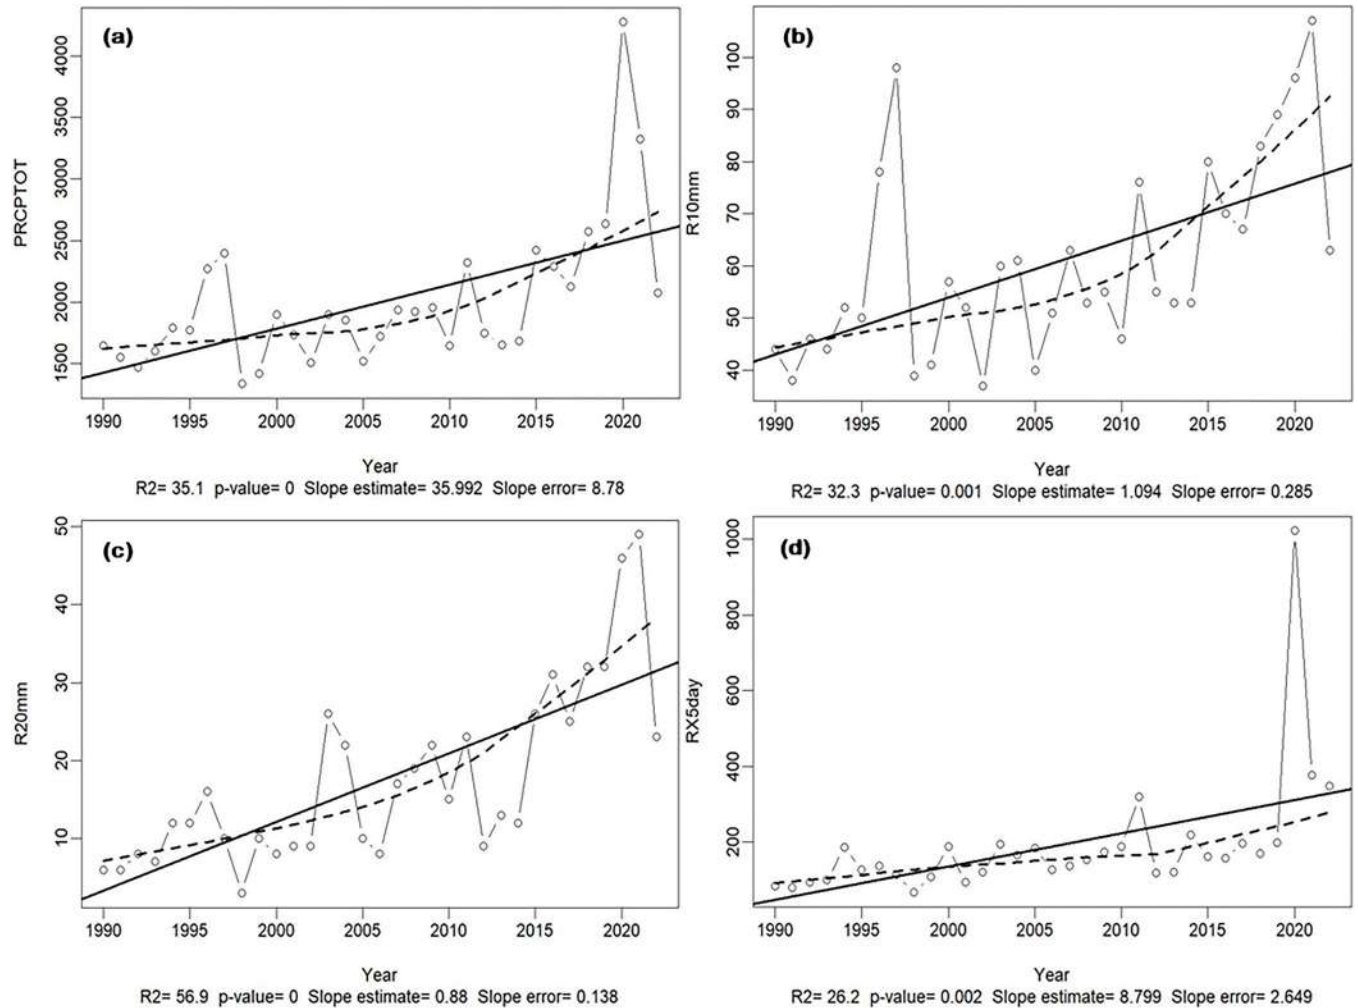 (a)
PRCPTOT
4000
3500
3000
2500
2000
1500
1990 1995 2000 2005 2010 2015 2020
Year
R2= 35.1 p-value= 0 Slope estimate= 35.992 Slope error= 8.78
(b)
R10mm
100
90
80
70
60
50
40
1990 1995 2000 2005 2010 2015 2020
Year
R2= 32.3 p-value= 0.001 Slope estimate= 1.094 Slope error= 0.285
(c)
R20mm
50
40
30
20
10
1990 1995 2000 2005 2010 2015 2020
Year
R2= 56.9 p-value= 0 Slope estimate= 0.88 Slope error= 0.138
(d)
RX5day
1000
800
600
400
200
1990 1995 2000 2005 2010 2015 2020
Year
R2= 26.2 p-value= 0.002 Slope estimate= 8.799 Slope error= 2.649